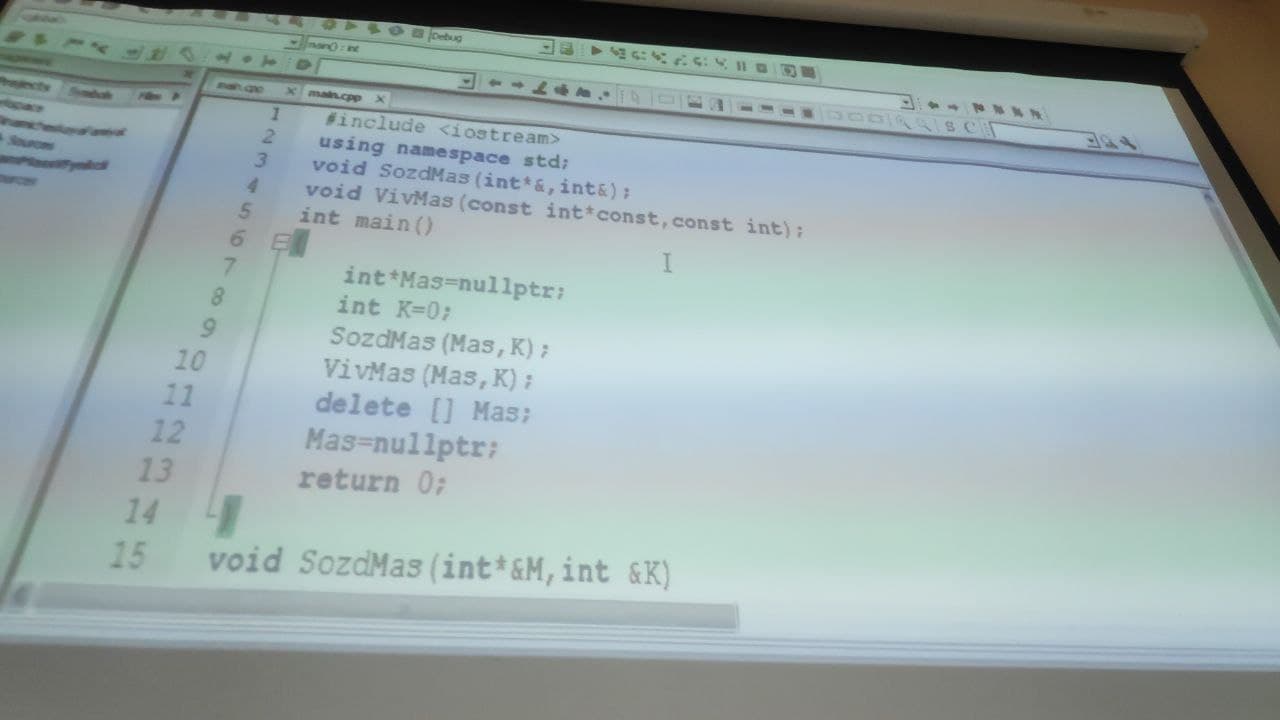 Debug
main() : int
Symbols
Files
Sources
main.cpp
main.cpp
1 #include <iostream>
2 using namespace std;
3 void SozdMas(int*&,int&);
4 void VivMas(const int*const,const int);
5 int main()
6 {
7 int*Mas=nullptr;
8 int K=0;
9 SozdMas(Mas,K);
10 VivMas(Mas,K);
11 delete [] Mas;
12 Mas=nullptr;
13 return 0;
14 }
15 void SozdMas(int*&M,int &K)